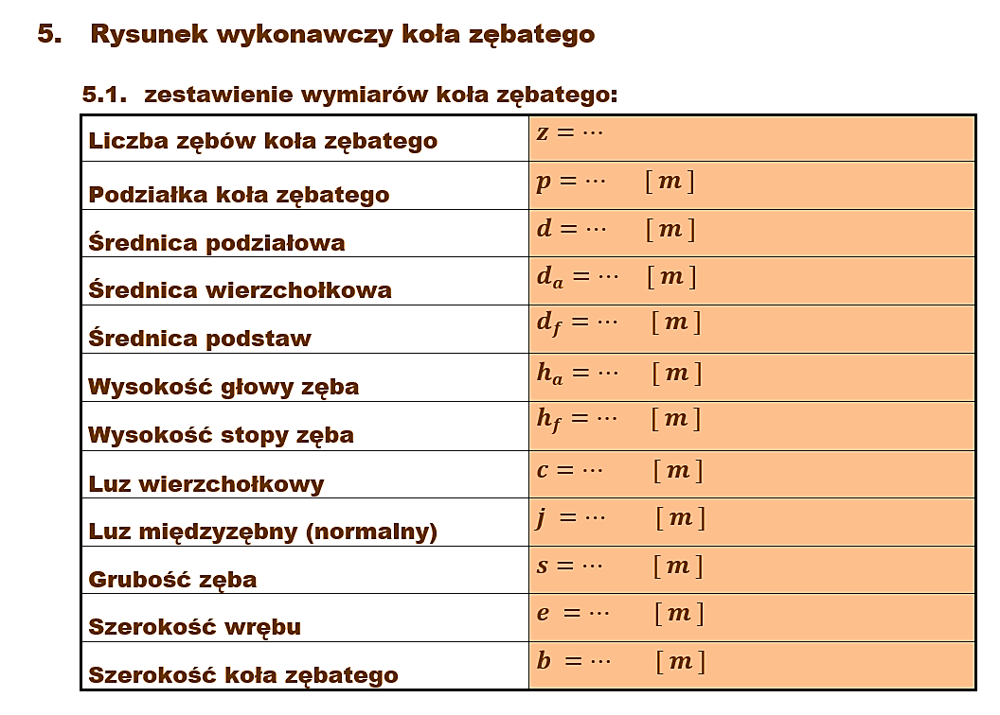 5. Rysunek wykonawczy koła zębatego
5.1. zestawienie wymiarów koła zębatego:
Liczba zębów koła zębatego z = ⋯
Podziałka koła zębatego p = ⋯ [ m ]
Średnica podziałowa d = ⋯ [ m ]
Średnica wierzchołkowa dₐ = ⋯ [ m ]
Średnica podstaw d_f = ⋯ [ m ]
Wysokość głowy zęba hₐ = ⋯ [ m ]
Wysokość stopy zęba h_f = ⋯ [ m ]
Luz wierzchołkowy c = ⋯ [ m ]
Luz międzyzębny (normalny) j = ⋯ [ m ]
Grubość zęba s = ⋯ [ m ]
Szerokość wrębu e = ⋯ [ m ]
Szerokość koła zębatego b = ⋯ [ m ]